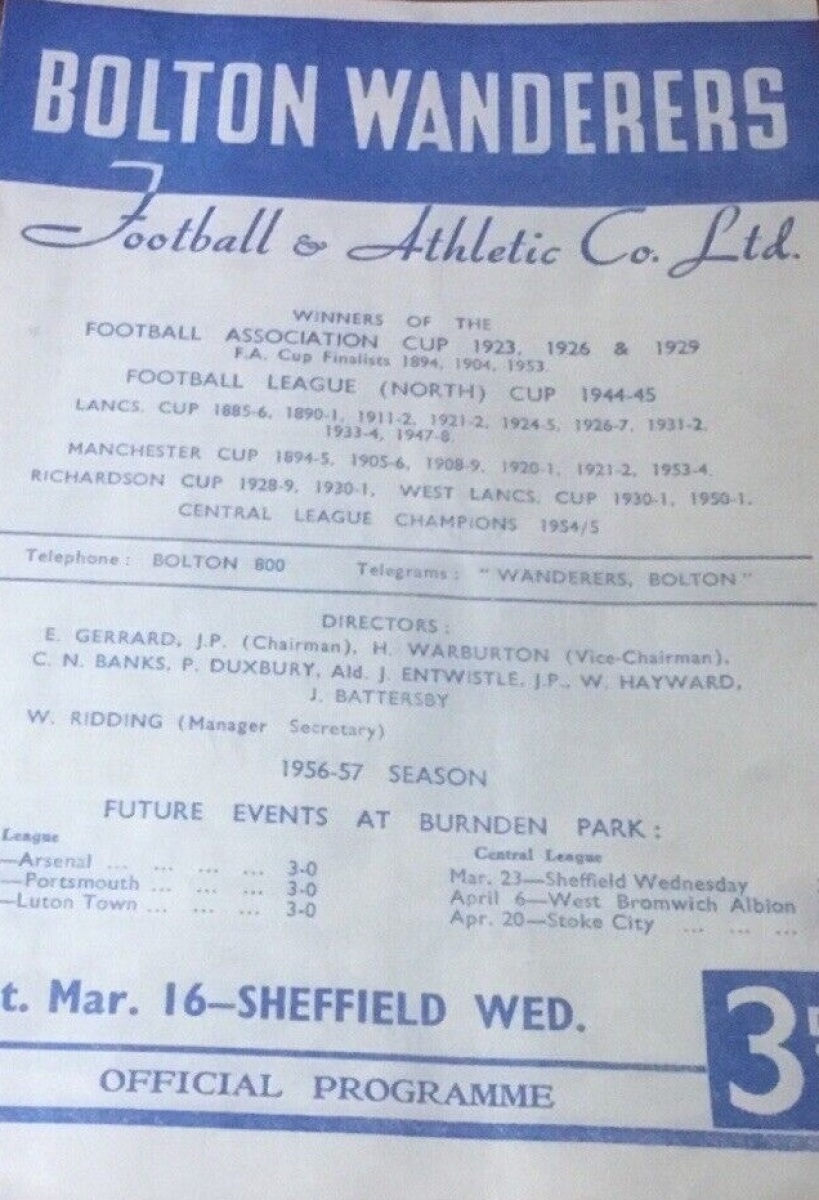 BOLTON WANDERERS
Football & Athletic Co. Ltd.
WINNERS OF THE
FOOTBALL ASSOCIATION CUP 1923, 1926 & 1929
F.A. Cup Finalists 1894, 1904, 1953.
FOOTBALL LEAGUE (NORTH) CUP 1944-45
LANCS. CUP 1885-6, 1890-1, 1911-2, 1921-2, 1924-5, 1926-7, 1931-2,
1933-4, 1947-8.
MANCHESTER CUP 1894-5, 1905-6, 1908-9, 1920-1, 1921-2, 1953-4.
RICHARDSON CUP 1928-9, 1930-1, WEST LANCS. CUP 1930-1, 1950-1.
CENTRAL LEAGUE CHAMPIONS 1954/5
Telephone: BOLTON 800 Telegrams: "WANDERERS, BOLTON"
DIRECTORS:
E. GERRARD, J.P. (Chairman), H. WARBURTON (Vice-Chairman),
C. N. BANKS, P. DUXBURY, Ald. J. ENTWISTLE, J.P., W. HAYWARD,
J. BATTERSBY
W. RIDDING (Manager Secretary)
1956-57 SEASON
FUTURE EVENTS AT BURNDEN PARK:
League
—Arsenal ... ... ... ... 3-0
—Portsmouth ... ... ... 3-0
—Luton Town ... ... ... 3-0
Central League
Mar. 23—Sheffield Wednesday
April 6—West Bromwich Albion
Apr. 20—Stoke City ... ... ...
t. Mar. 16—SHEFFIELD WED.
3
OFFICIAL PROGRAMME